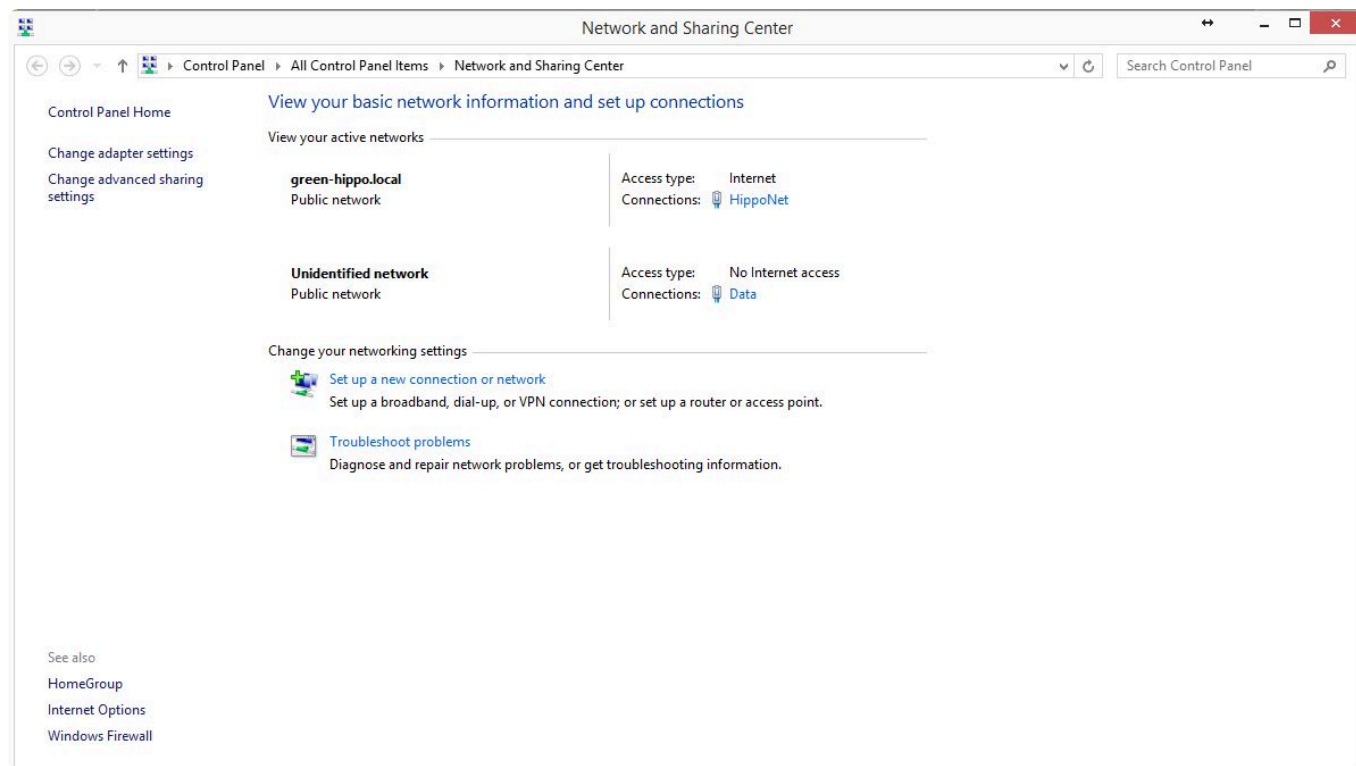 Network and Sharing Center
Control Panel All Control Panel Items Network and Sharing Center
Search Control Panel
Control Panel Home
Change adapter settings
Change advanced sharing
settings
View your basic network information and set up connections
View your active networks
green-hippo.local
Public network
Access type: Internet
Connections: HippoNet
Unidentified network
Public network
Access type: No Internet access
Connections: Data
Change your networking settings
Set up a new connection or network
Set up a broadband, dial-up, or VPN connection; or set up a router or access point.
Troubleshoot problems
Diagnose and repair network problems, or get troubleshooting information.
See also
HomeGroup
Internet Options
Windows Firewall